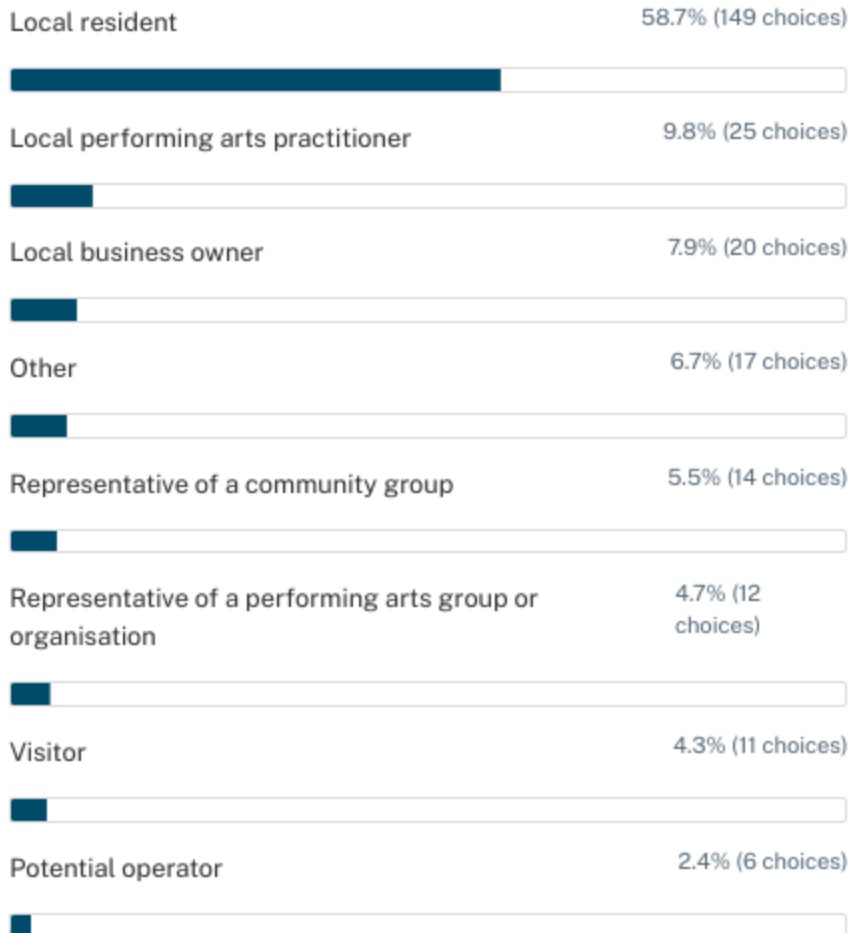 Local resident
58.7% (149 choices)
Local performing arts practitioner
9.8% (25 choices)
Local business owner
7.9% (20 choices)
Other
6.7% (17 choices)
Representative of a community group
5.5% (14 choices)
Representative of a performing arts group or
organisation
4.7% (12
choices)
Visitor
4.3% (11 choices)
Potential operator
2.4% (6 choices)